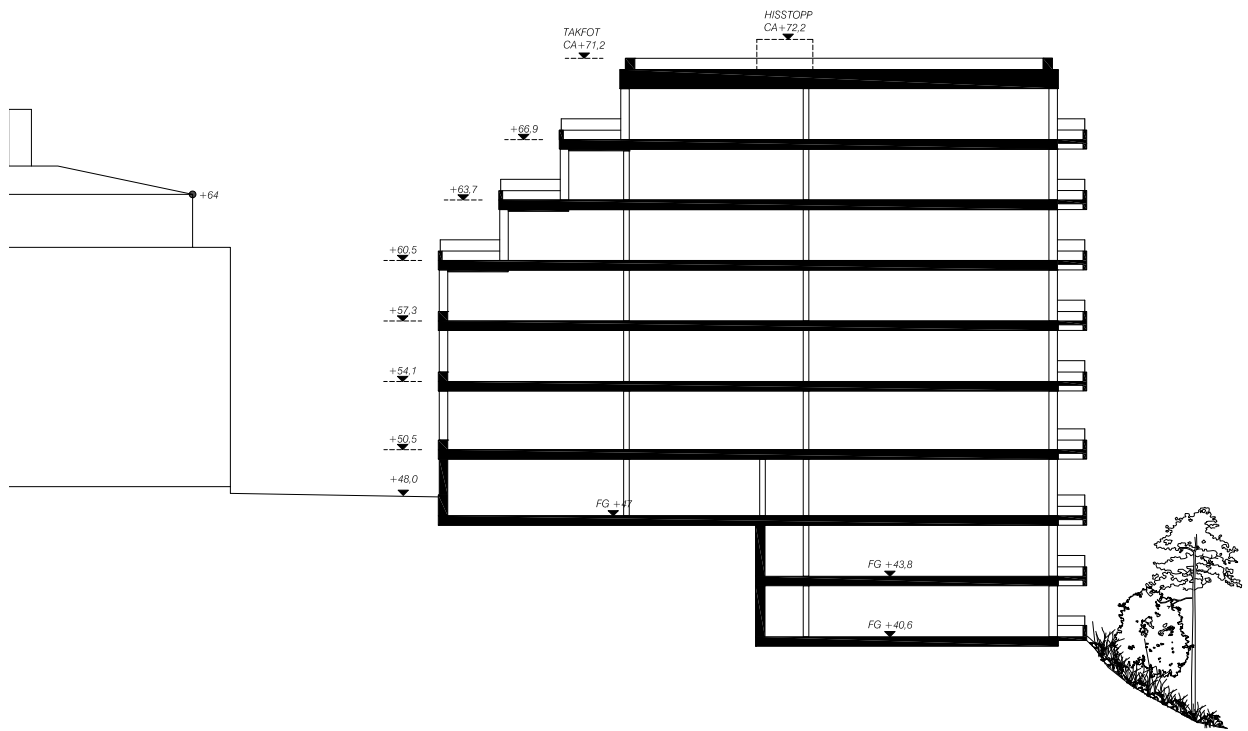 HISSTOPP
CA+72,2
TAKFOT
CA+71,2
+66,9
+63,7
+64
+60,5
+57,3
+54,1
+50,5
+48,0
FG +47
FG +43,8
FG +40,6